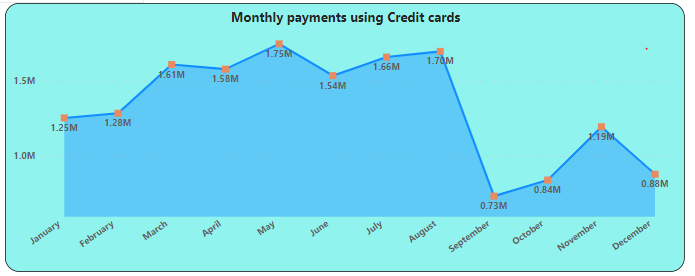 Monthly payments using Credit cards
1.5M
1.0M
1.25M
1.28M
1.61M
1.58M
1.75M
1.54M
1.66M
1.70M
0.73M
0.84M
1.19M
0.88M
January
February
March
April
May
June
July
August
September
October
November
December